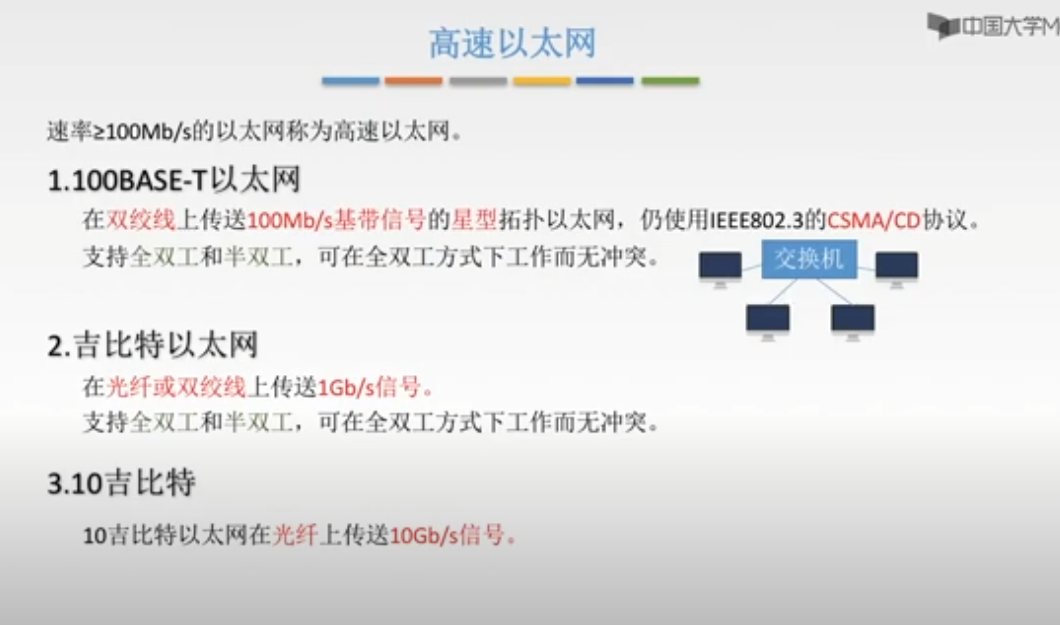 中国大学M
高速以太网
速率≥100Mb/s的以太网称为高速以太网。
1.100BASE-T以太网
在双绞线上传送100Mb/s基带信号的星型拓扑以太网，仍使用IEEE802.3的CSMA/CD协议。
支持全双工和半双工，可在全双工方式下工作而无冲突。
交换机
2.吉比特以太网
在光纤或双绞线上传送1Gb/s信号。
支持全双工和半双工，可在全双工方式下工作而无冲突。
3.10吉比特
10吉比特以太网在光纤上传送10Gb/s信号。